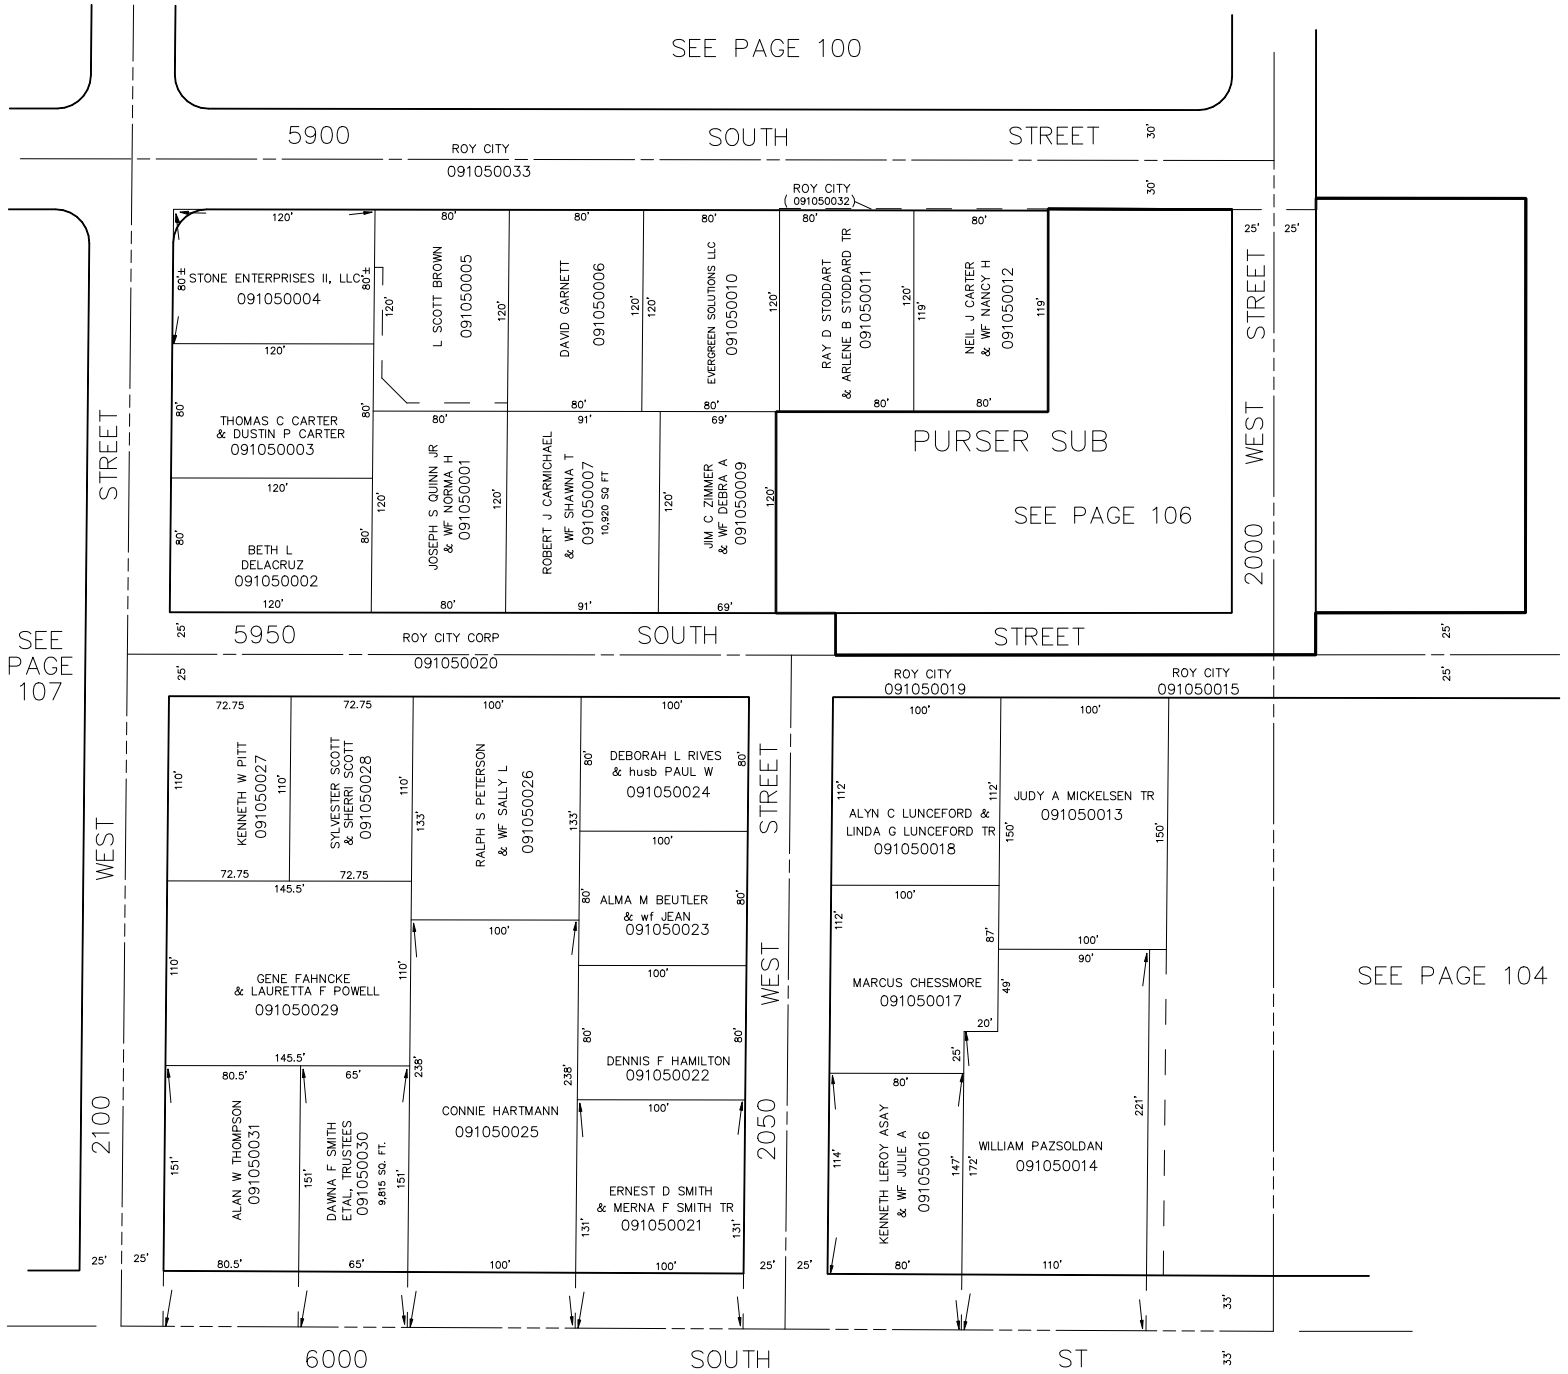 SEE PAGE 100
5900 SOUTH STREET
30'
ROY CITY
091050033
30'
ROY CITY
( 091050032)
120'
80'
80'
80'
80'
80'
25'
25'
80'±
STONE ENTERPRISES II, LLC
091050004
80'±
120'
120'
L SCOTT BROWN
091050005
120'
DAVID GARNETT
091050006
120'
80'
120'
EVERGREEN SOLUTIONS LLC
091050010
120'
80'
RAY D STODDART
& ARLENE B STODDARD TR
091050011
120'
80'
119'
NEIL J CARTER
& WF NANCY H
091050012
119'
80'
2000 WEST STREET
80'
THOMAS C CARTER
& DUSTIN P CARTER
091050003
80'
120'
80'
BETH L
DELACRUZ
091050002
80'
120'
80'
120'
JOSEPH S QUINN JR
& WF NORMA H
091050001
120'
80'
91'
ROBERT J CARMICHAEL
& WF SHAWNA T
091050007
10,920 SQ FT
91'
69'
120'
JIM C ZIMMER
& WF DEBRA A
091050009
120'
69'
PURSER SUB
SEE PAGE 106
2100 WEST STREET
SEE
PAGE
107
25'
5950 SOUTH STREET
25'
ROY CITY CORP
091050020
25'
25'
ROY CITY
091050019
ROY CITY
091050015
72.75
110'
KENNETH W PITT
091050027
110'
72.75
72.75
SYLVESTER SCOTT
& SHERRI SCOTT
091050028
110'
72.75
100'
133'
RALPH S PETERSON
& WF SALLY L
091050026
133'
100'
100'
80'
DEBORAH L RIVES
& husb PAUL W
091050024
80'
100'
80'
ALMA M BEUTLER
& wf JEAN
091050023
80'
100'
80'
DENNIS F HAMILTON
091050022
80'
100'
131'
ERNEST D SMITH
& MERNA F SMITH TR
091050021
131'
100'
145.5'
110'
GENE FAHNCKE
& LAURETTA F POWELL
091050029
110'
145.5'
80.5'
151'
ALAN W THOMPSON
091050031
80.5'
65'
151'
DAWNA F SMITH
ETAL, TRUSTEES
091050030
9,815 SQ. FT.
151'
65'
238'
CONNIE HARTMANN
091050025
238'
100'
2050 WEST STREET
100'
112'
ALYN C LUNCEFORD &
LINDA G LUNCEFORD TR
091050018
112'
100'
100'
150'
JUDY A MICKELSEN TR
091050013
150'
100'
112'
87'
MARCUS CHESSMORE
091050017
49'
20'
25'
80'
114'
KENNETH LEROY ASAY
& WF JULIE A
091050016
147'
80'
90'
172'
WILLIAM PAZSOLDAN
091050014
221'
110'
SEE PAGE 104
25'
25'
25'
25'
33'
6000 SOUTH ST
33'